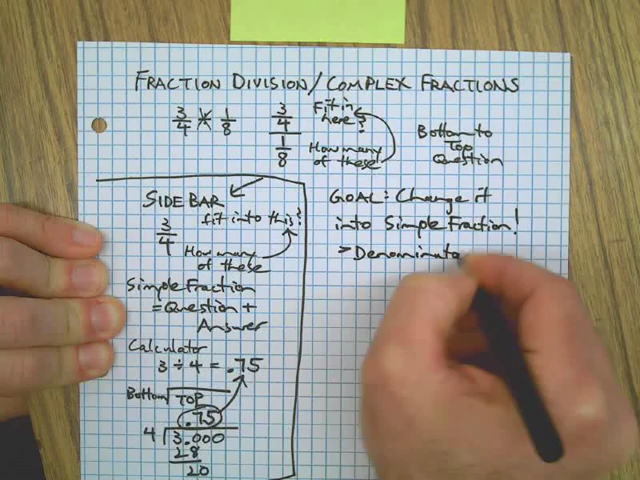 FRACTION DIVISION/COMPLEX FRACTIONS
3/4 ÷ 1/8
3/4
1/8
Fit in
here?
How many
of these
Bottom to
Top
Question
SIDEBAR
fit into this?
3/4
How many
of these
Simple Fraction
= Question +
Answer
Calculator
3 ÷ 4 = .75
Bottom TOP
.75
4 3.000
28
20
GOAL: Change it
into Simple Fraction!
> Denominato